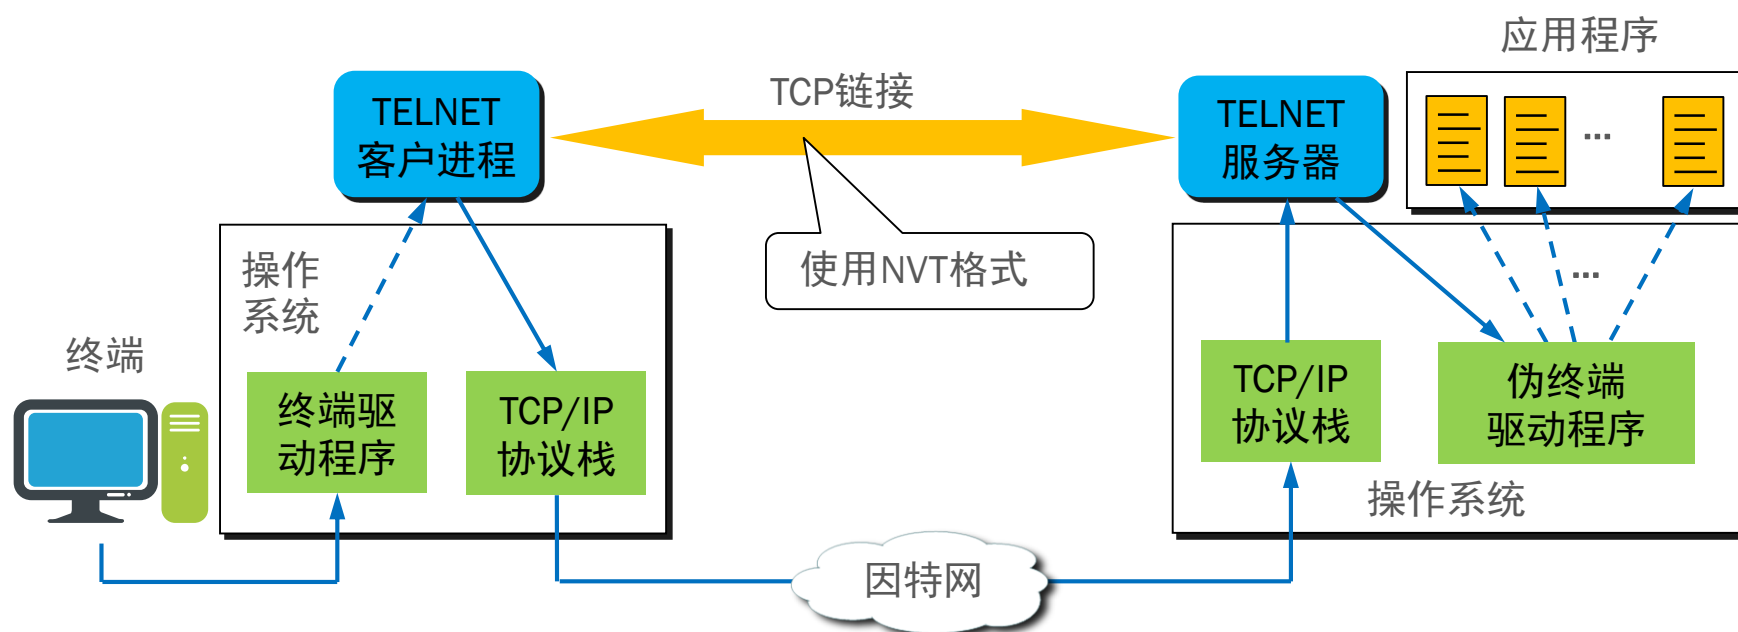 应用程序
TCP链接
TELNET
客户进程
TELNET
服务器
...
使用NVT格式
操作
系统
...
终端
终端驱
动程序
TCP/IP
协议栈
TCP/IP
协议栈
伪终端
驱动程序
操作系统
因特网